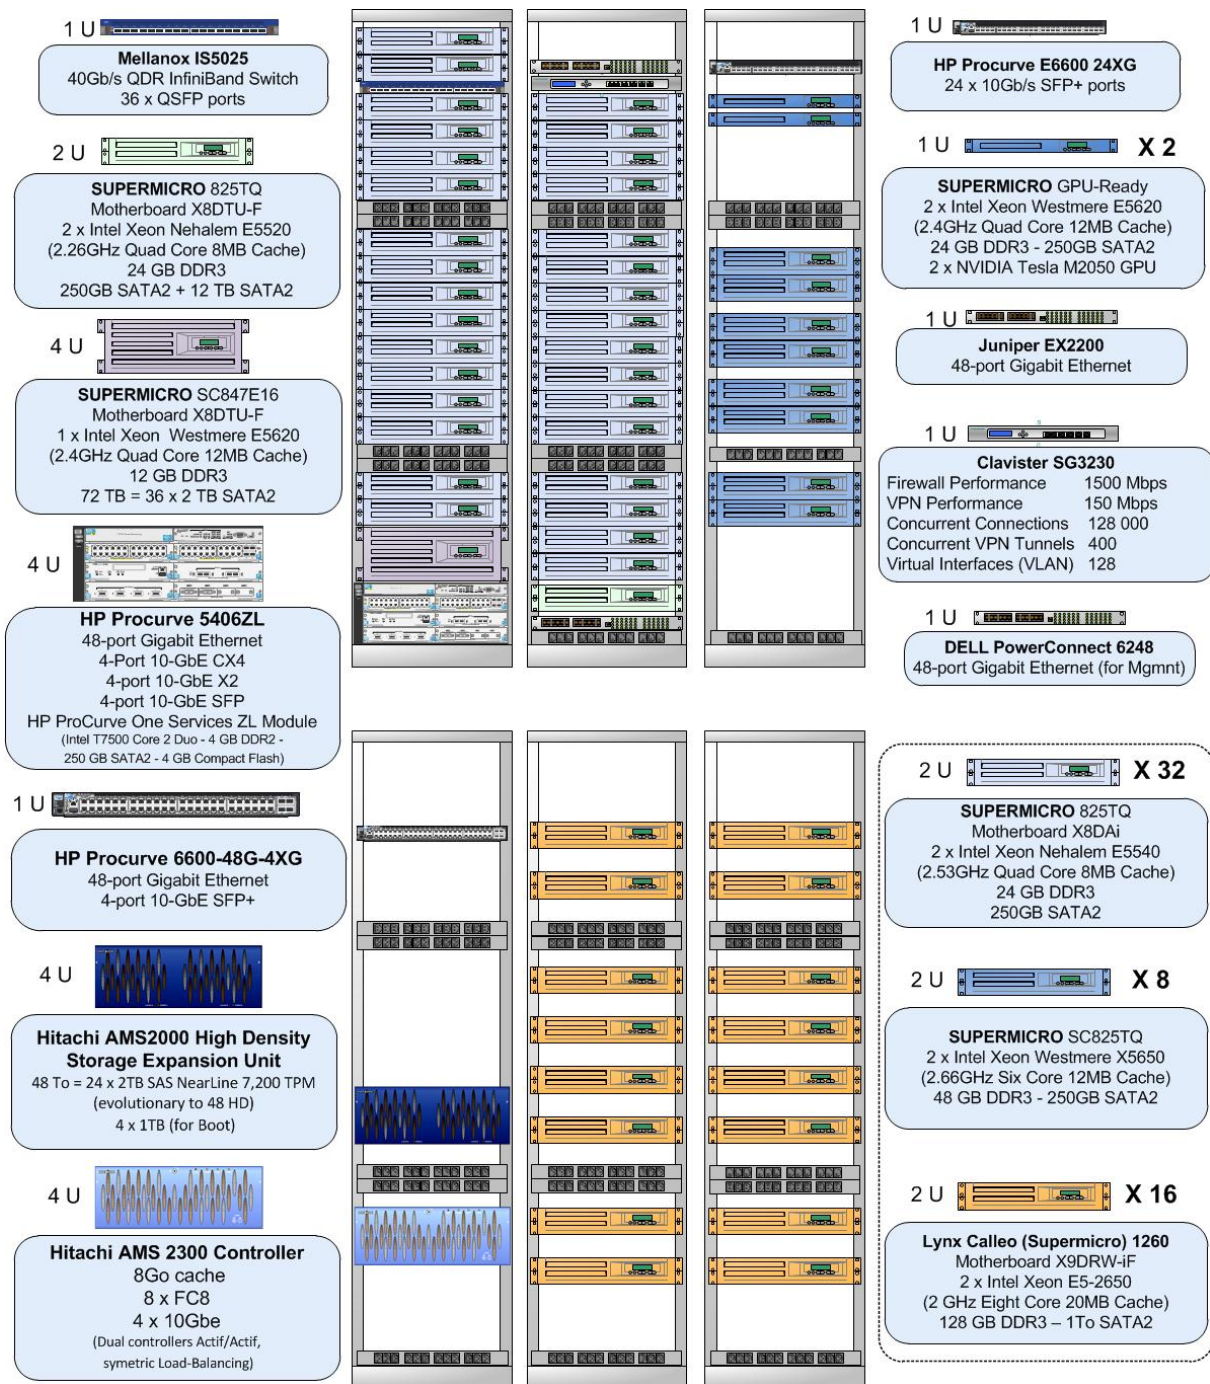 1 U
Mellanox IS5025
40Gb/s QDR InfiniBand Switch
36 x QSFP ports
2 U
SUPERMICRO 825TQ
Motherboard X8DTU-F
2 x Intel Xeon Nehalem E5520
(2.26GHz Quad Core 8MB Cache)
24 GB DDR3
250GB SATA2 + 12 TB SATA2
4 U
SUPERMICRO SC847E16
Motherboard X8DTU-F
1 x Intel Xeon Westmere E5620
(2.4GHz Quad Core 12MB Cache)
12 GB DDR3
72 TB = 36 x 2 TB SATA2
4 U
HP Procurve 5406ZL
48-port Gigabit Ethernet
4-Port 10-GbE CX4
4-port 10-GbE X2
4-port 10-GbE SFP
HP ProCurve One Services ZL Module
(Intel T7500 Core 2 Duo - 4 GB DDR2 -
250 GB SATA2 - 4 GB Compact Flash)
1 U
HP Procurve 6600-48G-4XG
48-port Gigabit Ethernet
4-port 10-GbE SFP+
4 U
Hitachi AMS2000 High Density
Storage Expansion Unit
48 To = 24 x 2TB SAS NearLine 7,200 TPM
(evolutionary to 48 HD)
4 x 1TB (for Boot)
4 U
Hitachi AMS 2300 Controller
8Go cache
8 x FC8
4 x 10Gbe
(Dual controllers Actif/Actif,
symetric Load-Balancing)
1 U
HP Procurve E6600 24XG
24 x 10Gb/s SFP+ ports
1 U X 2
SUPERMICRO GPU-Ready
2 x Intel Xeon Westmere E5620
(2.4GHz Quad Core 12MB Cache)
24 GB DDR3 - 250GB SATA2
2 x NVIDIA Tesla M2050 GPU
1 U
Juniper EX2200
48-port Gigabit Ethernet
1 U
Clavister SG3230
Firewall Performance 1500 Mbps
VPN Performance 150 Mbps
Concurrent Connections 128 000
Concurrent VPN Tunnels 400
Virtual Interfaces (VLAN) 128
1 U
DELL PowerConnect 6248
48-port Gigabit Ethernet (for Mgmnt)
2 U X 32
SUPERMICRO 825TQ
Motherboard X8DAi
2 x Intel Xeon Nehalem E5540
(2.53GHz Quad Core 8MB Cache)
24 GB DDR3
250GB SATA2
2 U X 8
SUPERMICRO SC825TQ
2 x Intel Xeon Westmere X5650
(2.66GHz Six Core 12MB Cache)
48 GB DDR3 - 250GB SATA2
2 U X 16
Lynx Calleo (Supermicro) 1260
Motherboard X9DRW-iF
2 x Intel Xeon E5-2650
(2 GHz Eight Core 20MB Cache)
128 GB DDR3 – 1To SATA2